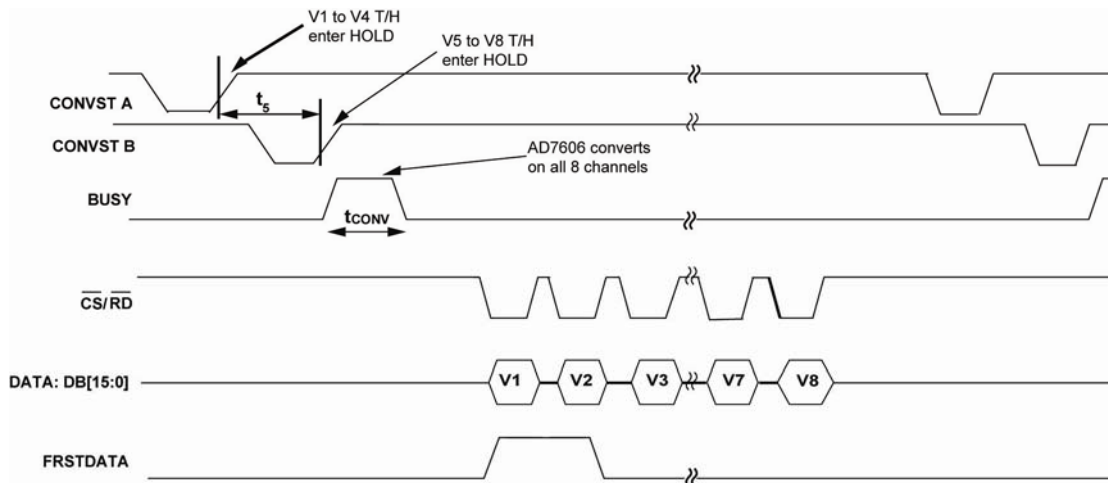 V1 to V4 T/H
enter HOLD
V5 to V8 T/H
enter HOLD
CONVST A
t5
CONVST B
AD7606 converts
on all 8 channels
BUSY
tCONV
CS/RD
DATA: DB[15:0]
V1
V2
V3
V7
V8
FRSTDATA